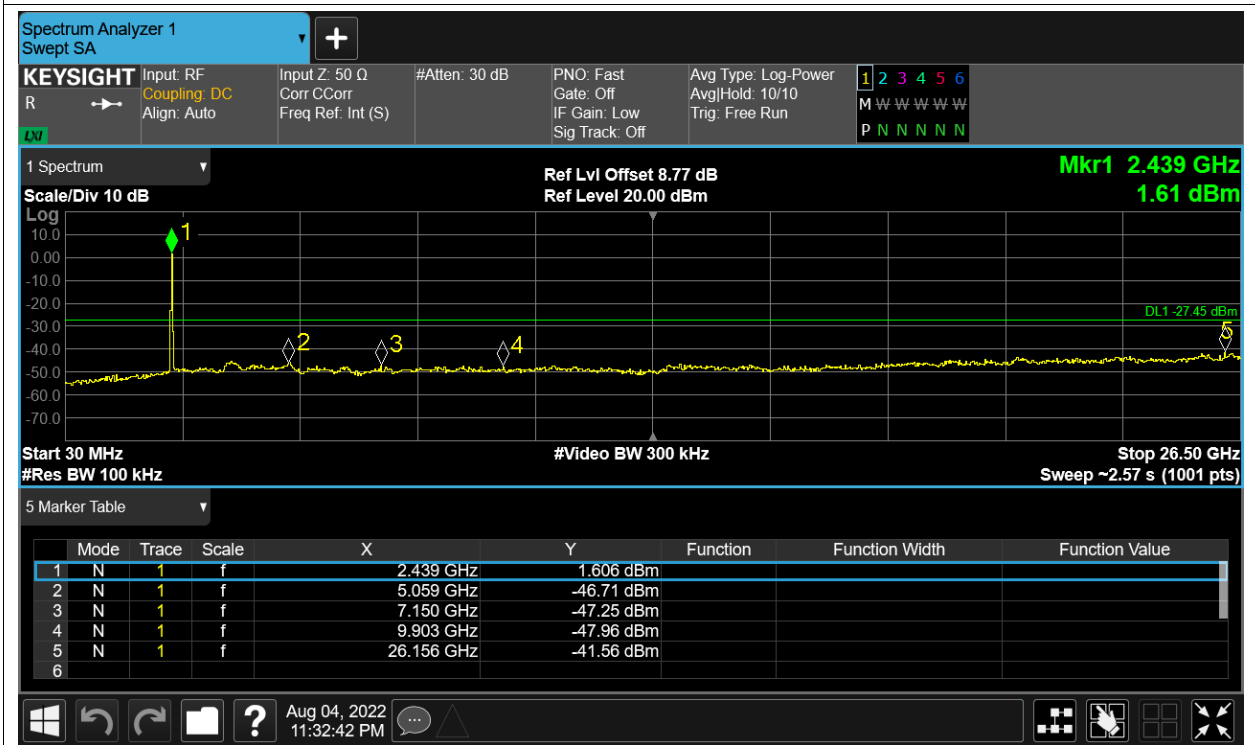 Spectrum Analyzer 1
Swept SA
+
KEYSIGHT Input: RF Input Z: 50 Ω #Atten: 30 dB PNO: Fast Avg Type: Log-Power 1 2 3 4 5 6
R Coupling: DC Corr CCorr Gate: Off Avg|Hold: 10/10 M W W W W W
Align: Auto Freq Ref: Int (S) IF Gain: Low Trig: Free Run
LXI Sig Track: Off P N N N N N
1 Spectrum Ref Lvl Offset 8.77 dB Mkr1 2.439 GHz
Scale/Div 10 dB Ref Level 20.00 dBm 1.61 dBm
Log
10.0 1
0.00
-10.0
-20.0
DL1 -27.45 dBm
-30.0
2 3 4 5
-40.0
-50.0
-60.0
-70.0
Start 30 MHz #Video BW 300 kHz Stop 26.50 GHz
#Res BW 100 kHz Sweep ~2.57 s (1001 pts)
5 Marker Table
Mode Trace Scale X Y Function Function Width Function Value
1 N 1 f 2.439 GHz 1.606 dBm
2 N 1 f 5.059 GHz -46.71 dBm
3 N 1 f 7.150 GHz -47.25 dBm
4 N 1 f 9.903 GHz -47.96 dBm
5 N 1 f 26.156 GHz -41.56 dBm
6
? Aug 04, 2022
11:32:42 PM